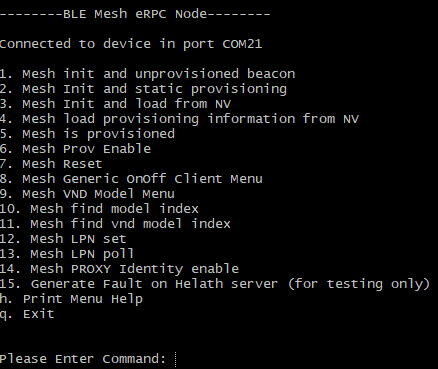 --------BLE Mesh eRPC Node--------
Connected to device in port COM21
1. Mesh init and unprovisioned beacon
2. Mesh Init and static provisioning
3. Mesh Init and load from NV
4. Mesh load provisioning information from NV
5. Mesh is provisioned
6. Mesh Prov Enable
7. Mesh Reset
8. Mesh Generic OnOff Client Menu
9. Mesh VND Model Menu
10. Mesh find model index
11. Mesh find vnd model index
12. Mesh LPN set
13. Mesh LPN poll
14. Mesh PROXY Identity enable
15. Generate Fault on Helath server (for testing only)
h. Print Menu Help
q. Exit
Please Enter Command: